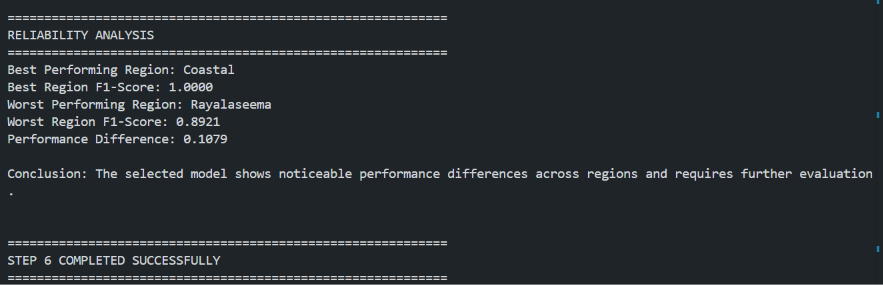 ============================================================
RELIABILITY ANALYSIS
============================================================
Best Performing Region: Coastal
Best Region F1-Score: 1.0000
Worst Performing Region: Rayalaseema
Worst Region F1-Score: 0.8921
Performance Difference: 0.1079
Conclusion: The selected model shows noticeable performance differences across regions and requires further evaluation
.
============================================================
STEP 6 COMPLETED SUCCESSFULLY
============================================================